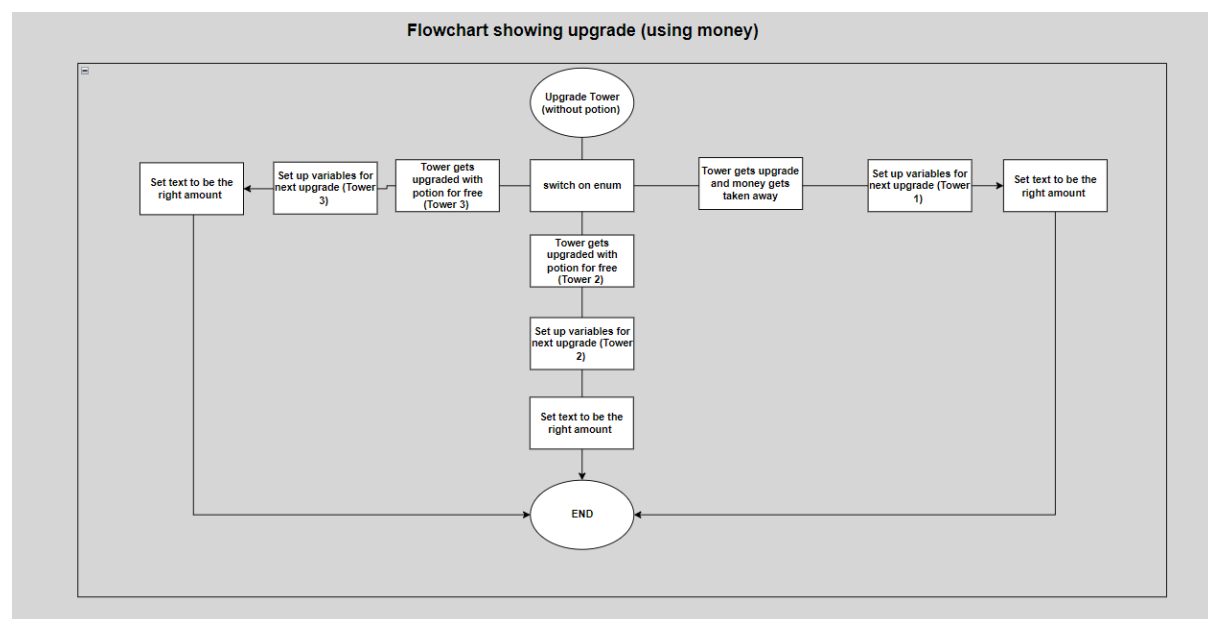 Flowchart showing upgrade (using money)
Upgrade Tower
(without potion)
Set text to be the
right amount
Set up variables for
next upgrade (Tower
3)
Tower gets
upgraded with
potion for free
(Tower 3)
switch on enum
Tower gets upgrade
and money gets
taken away
Set up variables for
next upgrade (Tower
1)
Set text to be the
right amount
Tower gets
upgraded with
potion for free
(Tower 2)
Set up variables for
next upgrade (Tower
2)
Set text to be the
right amount
END